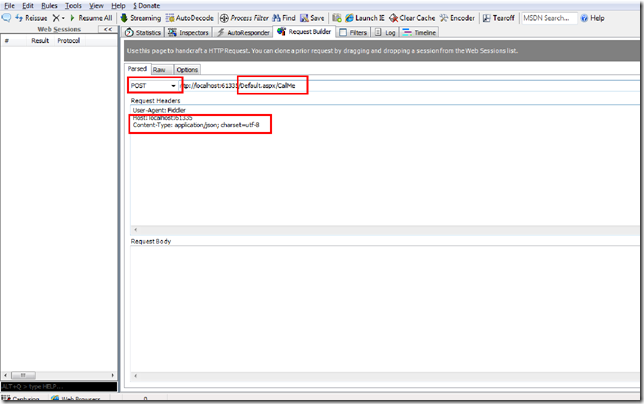 File Edit Rules Tools View Help $ Donate
Reissue Resume All Streaming AutoDecode Process Filter Find Save Launch IE Clear Cache Encoder Tearoff MSDN Search... Help
Web Sessions <<
# Result Protocol
Statistics Inspectors AutoResponder Request Builder Filters Log Timeline
Use this page to handcraft a HTTP Request. You can clone a prior request by dragging and dropping a session from the Web Sessions list.
Parsed Raw Options
POST ttp://localhost:61335/Default.aspx/CallMe
Request Headers
User-Agent: Fiddler
Host: localhost:61335
Content-Type: application/json; charset=utf-8
Request Body
ALT+Q > type HELP...
Capturing Web Browsers 0